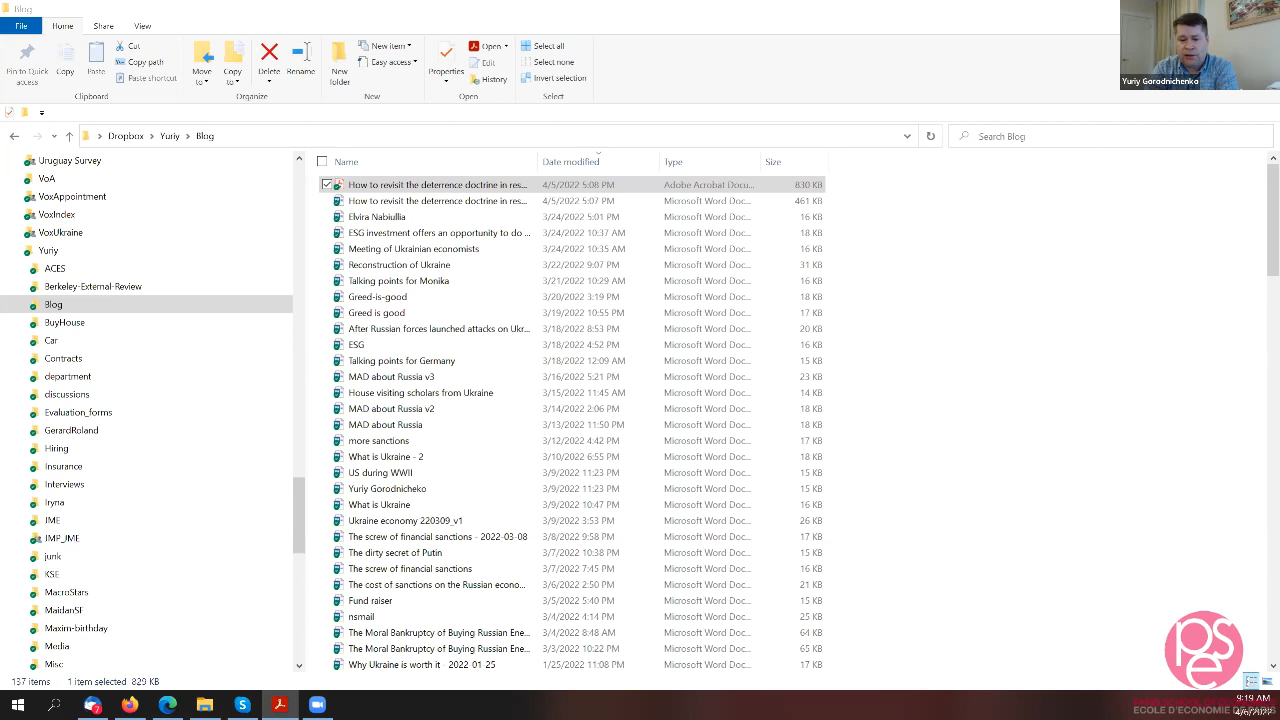 Blog
File Home Share View
Pin to Quick access
Copy
Paste
Cut
Copy path
Paste shortcut
Clipboard
Move to
Copy to
Delete
Rename
Organize
New folder
New item
Easy access
New
Properties
Open
Edit
History
Open
Select all
Select none
Invert selection
Select
Yuriy Gorodnichenko
Dropbox > Yuriy > Blog
Search Blog
Uruguay Survey
VoA
VoxAppointment
VoxIndex
VoxUkraine
Yuriy
ACES
Berkeley-External-Review
Blog
BuyHouse
Car
Contracts
department
discussions
Evaluation_forms
GerardRoland
Hiring
Insurance
Interviews
Iryna
JME
JMP_JME
junk
KSE
MacroStars
MaidanSF
Maxim-birthday
Media
Misc
Name Date modified Type Size
How to revisit the deterrence doctrine in res... 4/5/2022 5:08 PM Adobe Acrobat Docu... 830 KB
How to revisit the deterrence doctrine in res... 4/5/2022 5:07 PM Microsoft Word Doc... 461 KB
Elvira Nabiullia 3/24/2022 5:01 PM Microsoft Word Doc... 16 KB
ESG investment offers an opportunity to do ... 3/24/2022 10:37 AM Microsoft Word Doc... 18 KB
Meeting of Ukrainian economists 3/24/2022 10:35 AM Microsoft Word Doc... 16 KB
Reconstruction of Ukraine 3/22/2022 9:07 PM Microsoft Word Doc... 31 KB
Talking points for Monika 3/21/2022 10:29 AM Microsoft Word Doc... 16 KB
Greed-is-good 3/20/2022 3:19 PM Microsoft Word Doc... 18 KB
Greed is good 3/19/2022 10:55 PM Microsoft Word Doc... 17 KB
After Russian forces launched attacks on Ukr... 3/18/2022 8:53 PM Microsoft Word Doc... 20 KB
ESG 3/18/2022 4:52 PM Microsoft Word Doc... 16 KB
Talking points for Germany 3/18/2022 12:09 AM Microsoft Word Doc... 15 KB
MAD about Russia v3 3/16/2022 5:21 PM Microsoft Word Doc... 23 KB
House visiting scholars from Ukraine 3/15/2022 11:45 AM Microsoft Word Doc... 14 KB
MAD about Russia v2 3/14/2022 2:06 PM Microsoft Word Doc... 18 KB
MAD about Russia 3/13/2022 11:50 PM Microsoft Word Doc... 18 KB
more sanctions 3/12/2022 4:42 PM Microsoft Word Doc... 17 KB
What is Ukraine - 2 3/10/2022 6:55 PM Microsoft Word Doc... 18 KB
US during WWII 3/9/2022 11:23 PM Microsoft Word Doc... 15 KB
Yuriy Gorodnicheko 3/9/2022 11:23 PM Microsoft Word Doc... 15 KB
What is Ukraine 3/9/2022 10:47 PM Microsoft Word Doc... 16 KB
Ukraine economy 220309_v1 3/9/2022 3:53 PM Microsoft Word Doc... 26 KB
The screw of financial sanctions - 2022-03-08 3/8/2022 9:58 PM Microsoft Word Doc... 17 KB
The dirty secret of Putin 3/7/2022 10:38 PM Microsoft Word Doc... 15 KB
The screw of financial sanctions 3/7/2022 7:45 PM Microsoft Word Doc... 16 KB
The cost of sanctions on the Russian econo... 3/6/2022 2:50 PM Microsoft Word Doc... 21 KB
Fund raiser 3/5/2022 5:40 PM Microsoft Word Doc... 15 KB
nsmail 3/4/2022 4:14 PM Microsoft Word Doc... 25 KB
The Moral Bankruptcy of Buying Russian Ene... 3/4/2022 8:48 AM Microsoft Word Doc... 64 KB
The Moral Bankruptcy of Buying Russian Ene... 3/3/2022 10:22 PM Microsoft Word Doc... 65 KB
Why Ukraine is worth it - 2022-01-25 1/25/2022 11:08 PM Microsoft Word Doc... 17 KB
137 items 1 item selected 829 KB
pse
9:19 AM
ECOLE D'ECONOMIE DE PARIS
4/6/2022